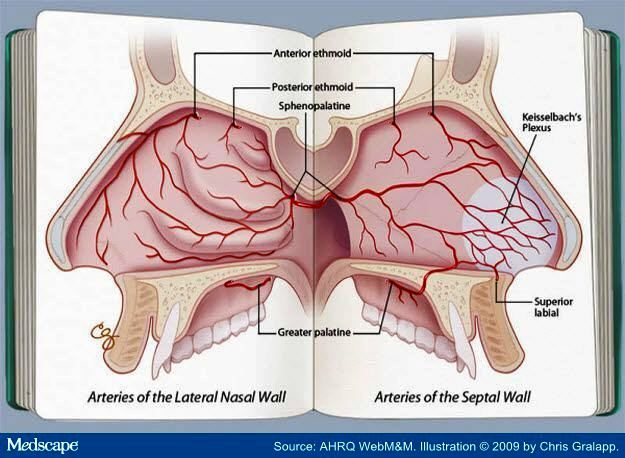 Anterior ethmoid
Posterior ethmoid
Sphenopalatine
Keisselbach's
Plexus
Superior
labial
Greater palatine
Arteries of the Lateral Nasal Wall
Arteries of the Septal Wall
Medscape
Source: AHRQ WebM&M. Illustration © 2009 by Chris Gralapp.